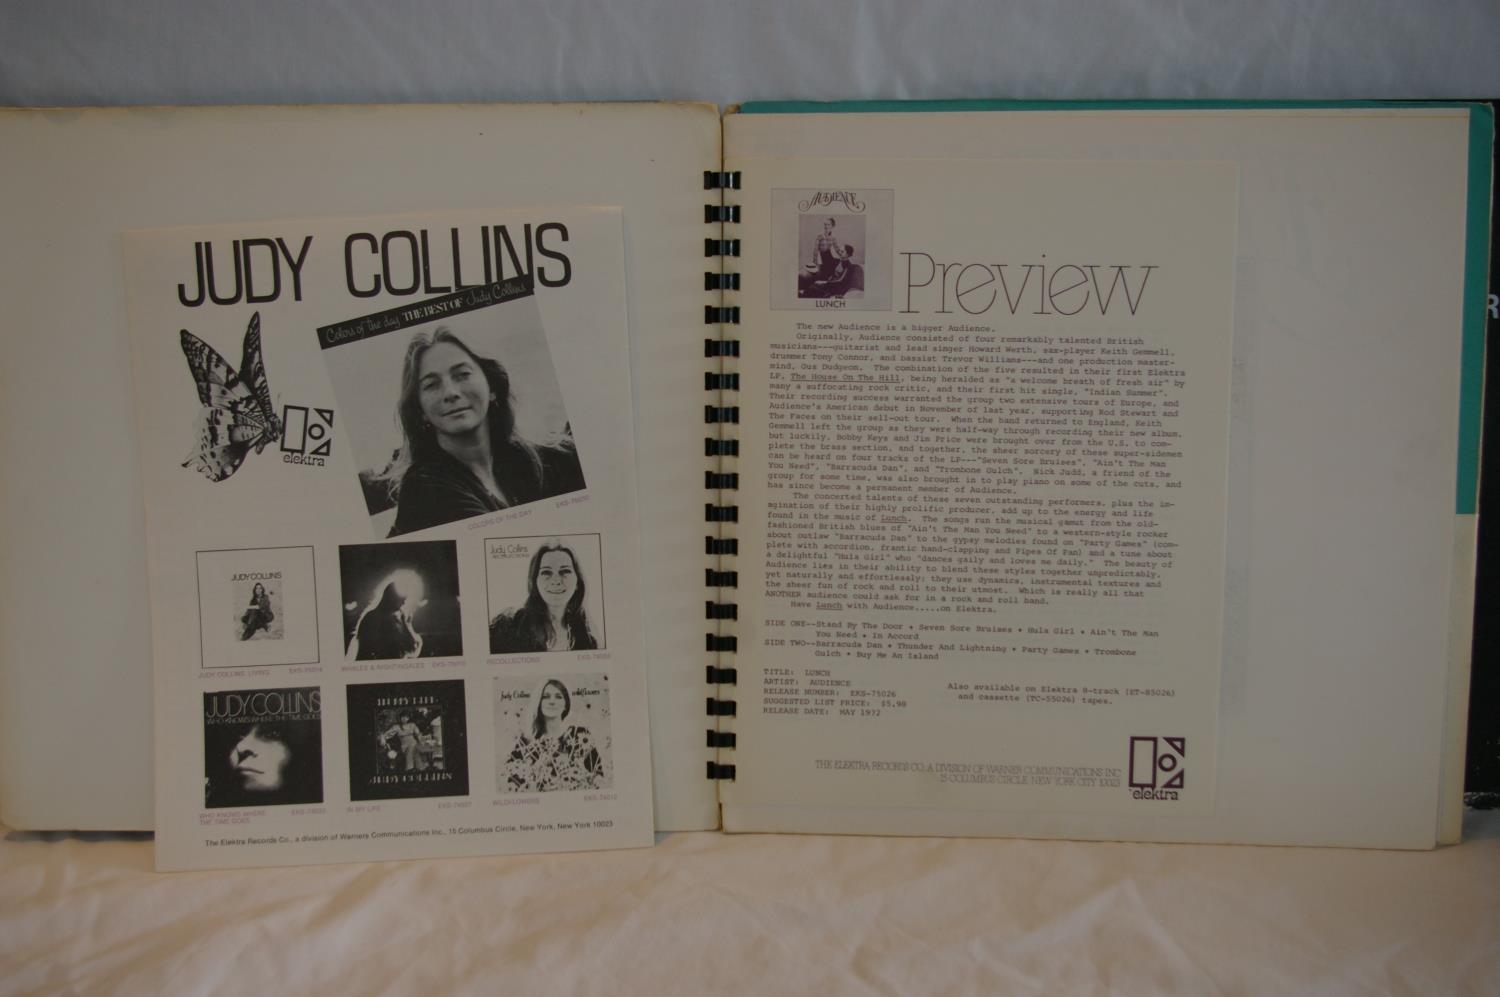 JUDY COLLINS
Colors of the day THE BEST OF Judy Collins
elektra
COLORS OF THE DAY EKS-75030
JUDY COLLINS
Judy Collins
RECOLLECTIONS
JUDY COLLINS: LIVING EKS-75014
WHALES & NIGHTINGALES EKS-75010
RECOLLECTIONS EKS-74055
JUDY COLLINS
WHO KNOWS WHERE THE TIME GOES
IN MY LIFE
JUDY COLLINS
Judy Collins wildflowers
WHO KNOWS WHERE EKS-74033
THE TIME GOES
IN MY LIFE EKS-74027
WILDFLOWERS EKS-74012
The Elektra Records Co., a division of Warners Communications Inc., 15 Columbus Circle, New York, New York 10023
AUDIENCE
LUNCH
Preview
The new Audience is a bigger Audience.
Originally, Audience consisted of four remarkably talented British
musicians---guitarist and lead singer Howard Werth, sax-player Keith Gemmell,
drummer Tony Connor, and bassist Trevor Williams---and one production master-
mind, Gus Dudgeon. The combination of the five resulted in their first Elektra
LP, The House On The Hill, being heralded as "a welcome breath of fresh air" by
many a suffocating rock critic, and their first hit single, "Indian Summer".
Their recording success warranted the group two extensive tours of Europe, and
Audience's American debut in November of last year, supporting Rod Stewart and
The Faces on their sell-out tour. When the band returned to England, Keith
Gemmell left the group as they were half-way through recording their new album,
but luckily, Bobby Keys and Jim Price were brought over from the U.S. to com-
plete the brass section, and together, the sheer sorcery of these super-sidemen
can be heard on four tracks of the LP---"Seven Sore Bruises", "Ain't The Man
You Need", "Barracuda Dan", and "Trombone Gulch". Nick Judd, a friend of the
group for some time, was also brought in to play piano on some of the cuts, and
has since become a permanent member of Audience.
The concerted talents of these seven outstanding performers, plus the im-
agination of their highly prolific producer, add up to the energy and life
found in the music of Lunch. The songs run the musical gamut from the old-
fashioned British blues of "Ain't The Man You Need" to a western-style rocker
about outlaw "Barracuda Dan" to the gypsy melodies found on "Party Games" (com-
plete with accordion, frantic hand-clapping and Pipes Of Pan) and a tune about
a delightful "Hula Girl" who "dances gaily and loves me daily." The beauty of
Audience lies in their ability to blend these styles together unpredictably,
yet naturally and effortlessly; they use dynamics, instrumental textures and
the sheer fun of rock and roll to their utmost. Which is really all that
ANOTHER audience could ask for in a rock and roll band.
Have Lunch with Audience.....on Elektra.
SIDE ONE--Stand By The Door * Seven Sore Bruises * Hula Girl * Ain't The Man
You Need * In Accord
SIDE TWO--Barracuda Dan * Thunder And Lightning * Party Games * Trombone
Gulch * Buy Me An Island
TITLE: LUNCH
ARTIST: AUDIENCE
RELEASE NUMBER: EKS-75026
SUGGESTED LIST PRICE: $5.98
RELEASE DATE: MAY 1972
Also available on Elektra 8-track (ET-85026)
and cassette (TC-55026) tapes.
THE ELEKTRA RECORDS CO. A DIVISION OF WARNER COMMUNICATIONS INC
15 COLUMBUS CIRCLE, NEW YORK CITY 10023
elektra
R